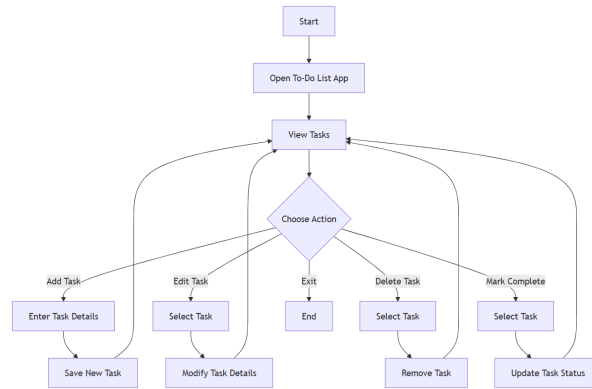 Start
Open To-Do List App
View Tasks
Choose Action
Add Task
Edit Task
Exit
Delete Task
Mark Complete
Enter Task Details
Select Task
End
Select Task
Select Task
Save New Task
Modify Task Details
Remove Task
Update Task Status